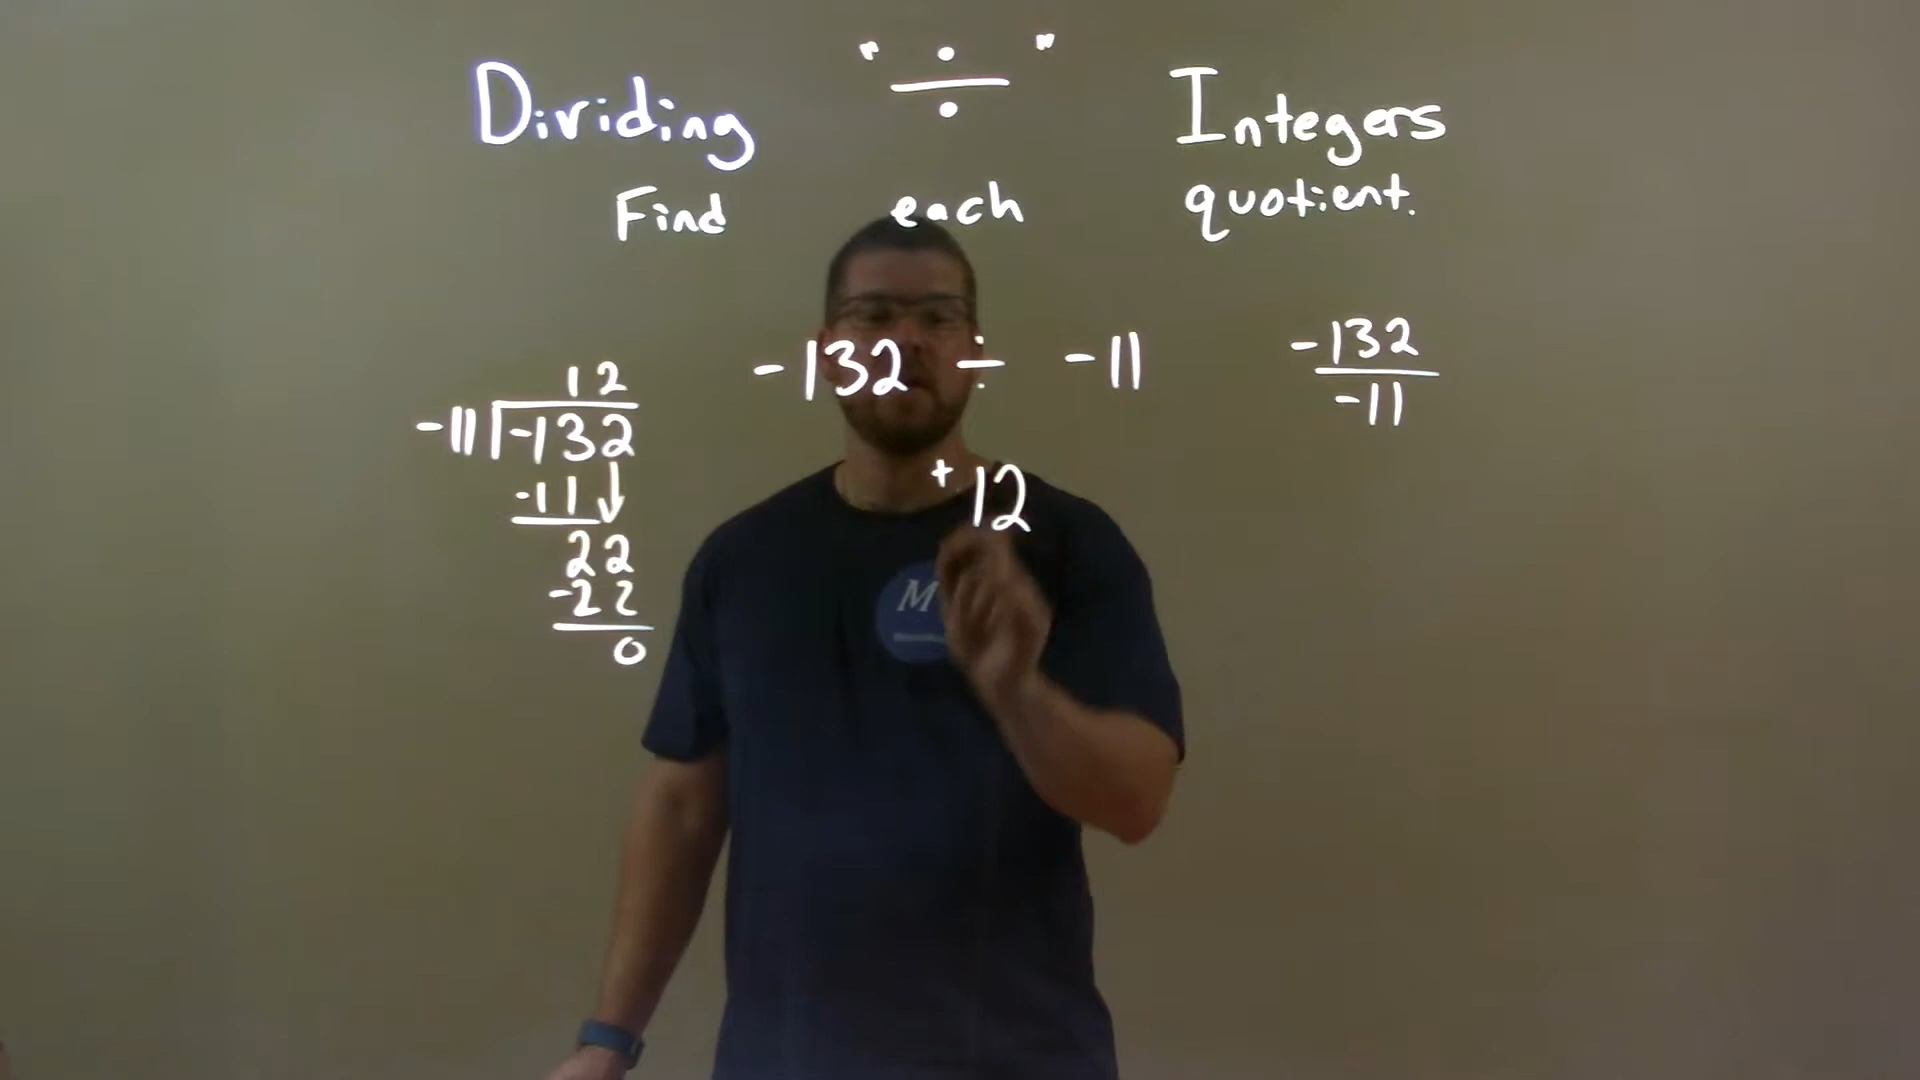 Dividing "÷" Integers
Find each quotient.
-132 ÷ -11
-132
-11
12
-11 -132
-11↓
22
-22
0
+12
M